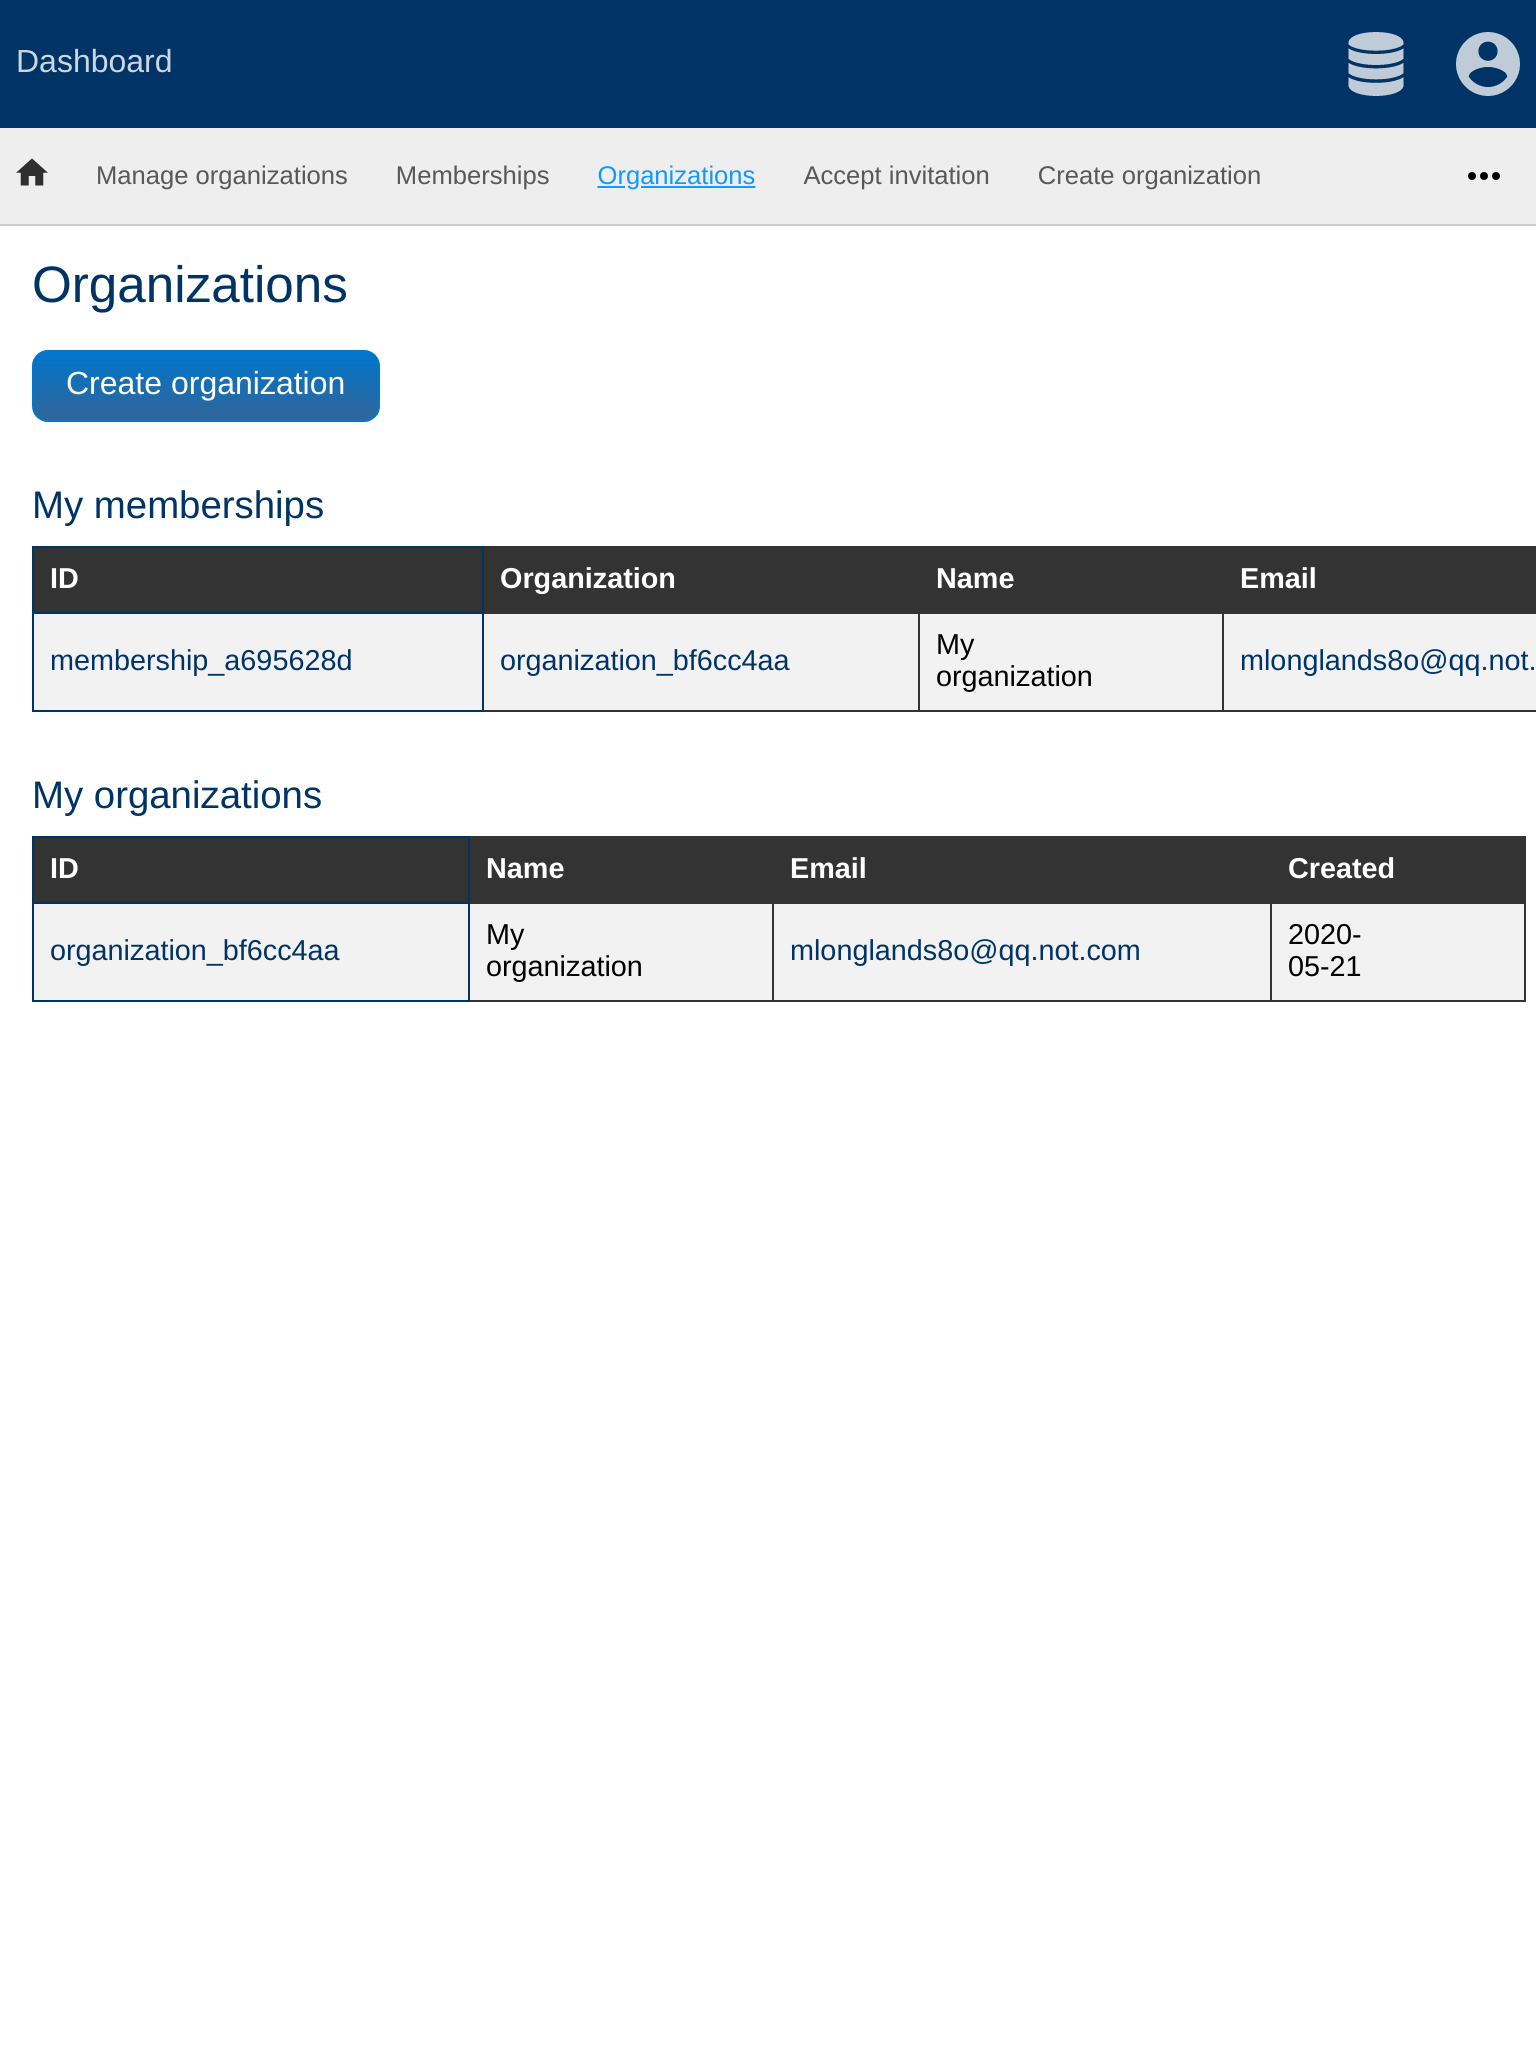 Dashboard
Manage organizations Memberships Organizations Accept invitation Create organization
Organizations
Create organization
My memberships
ID Organization Name Email
membership_a695628d organization_bf6cc4aa My organization mlonglands8o@qq.not.
My organizations
ID Name Email Created
organization_bf6cc4aa My organization mlonglands8o@qq.not.com 2020-05-21